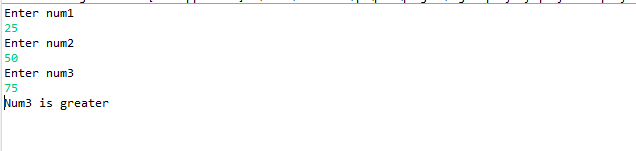 Enter num1
25
Enter num2
50
Enter num3
75
Num3 is greater